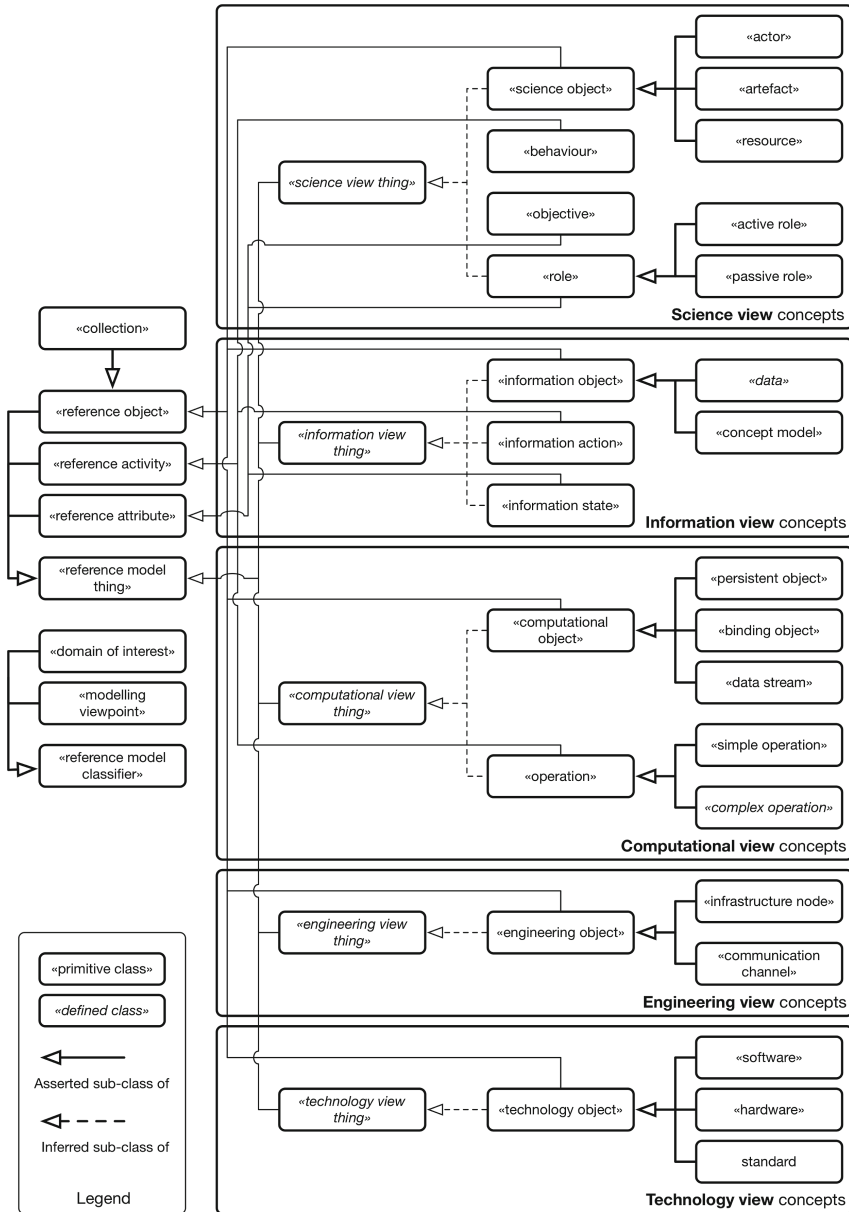 «actor»
«science object»
«artefact»
«resource»
«behaviour»
«science view thing»
«objective»
«active role»
«role»
«passive role»
Science view concepts
«collection»
«reference object»
«reference activity»
«reference attribute»
«reference model
thing»
«domain of interest»
«modelling
viewpoint»
«reference model
classifier»
«information object»
«data»
«concept model»
«information view
thing»
«information action»
«information state»
Information view concepts
«persistent object»
«computational
object»
«binding object»
«data stream»
«computational view
thing»
«simple operation»
«operation»
«complex operation»
Computational view concepts
«infrastructure node»
«engineering view
thing»
«engineering object»
«communication
channel»
Engineering view concepts
«software»
«technology view
thing»
«technology object»
«hardware»
standard
Technology view concepts
«primitive class»
«defined class»
Asserted sub-class of
Inferred sub-class of
Legend